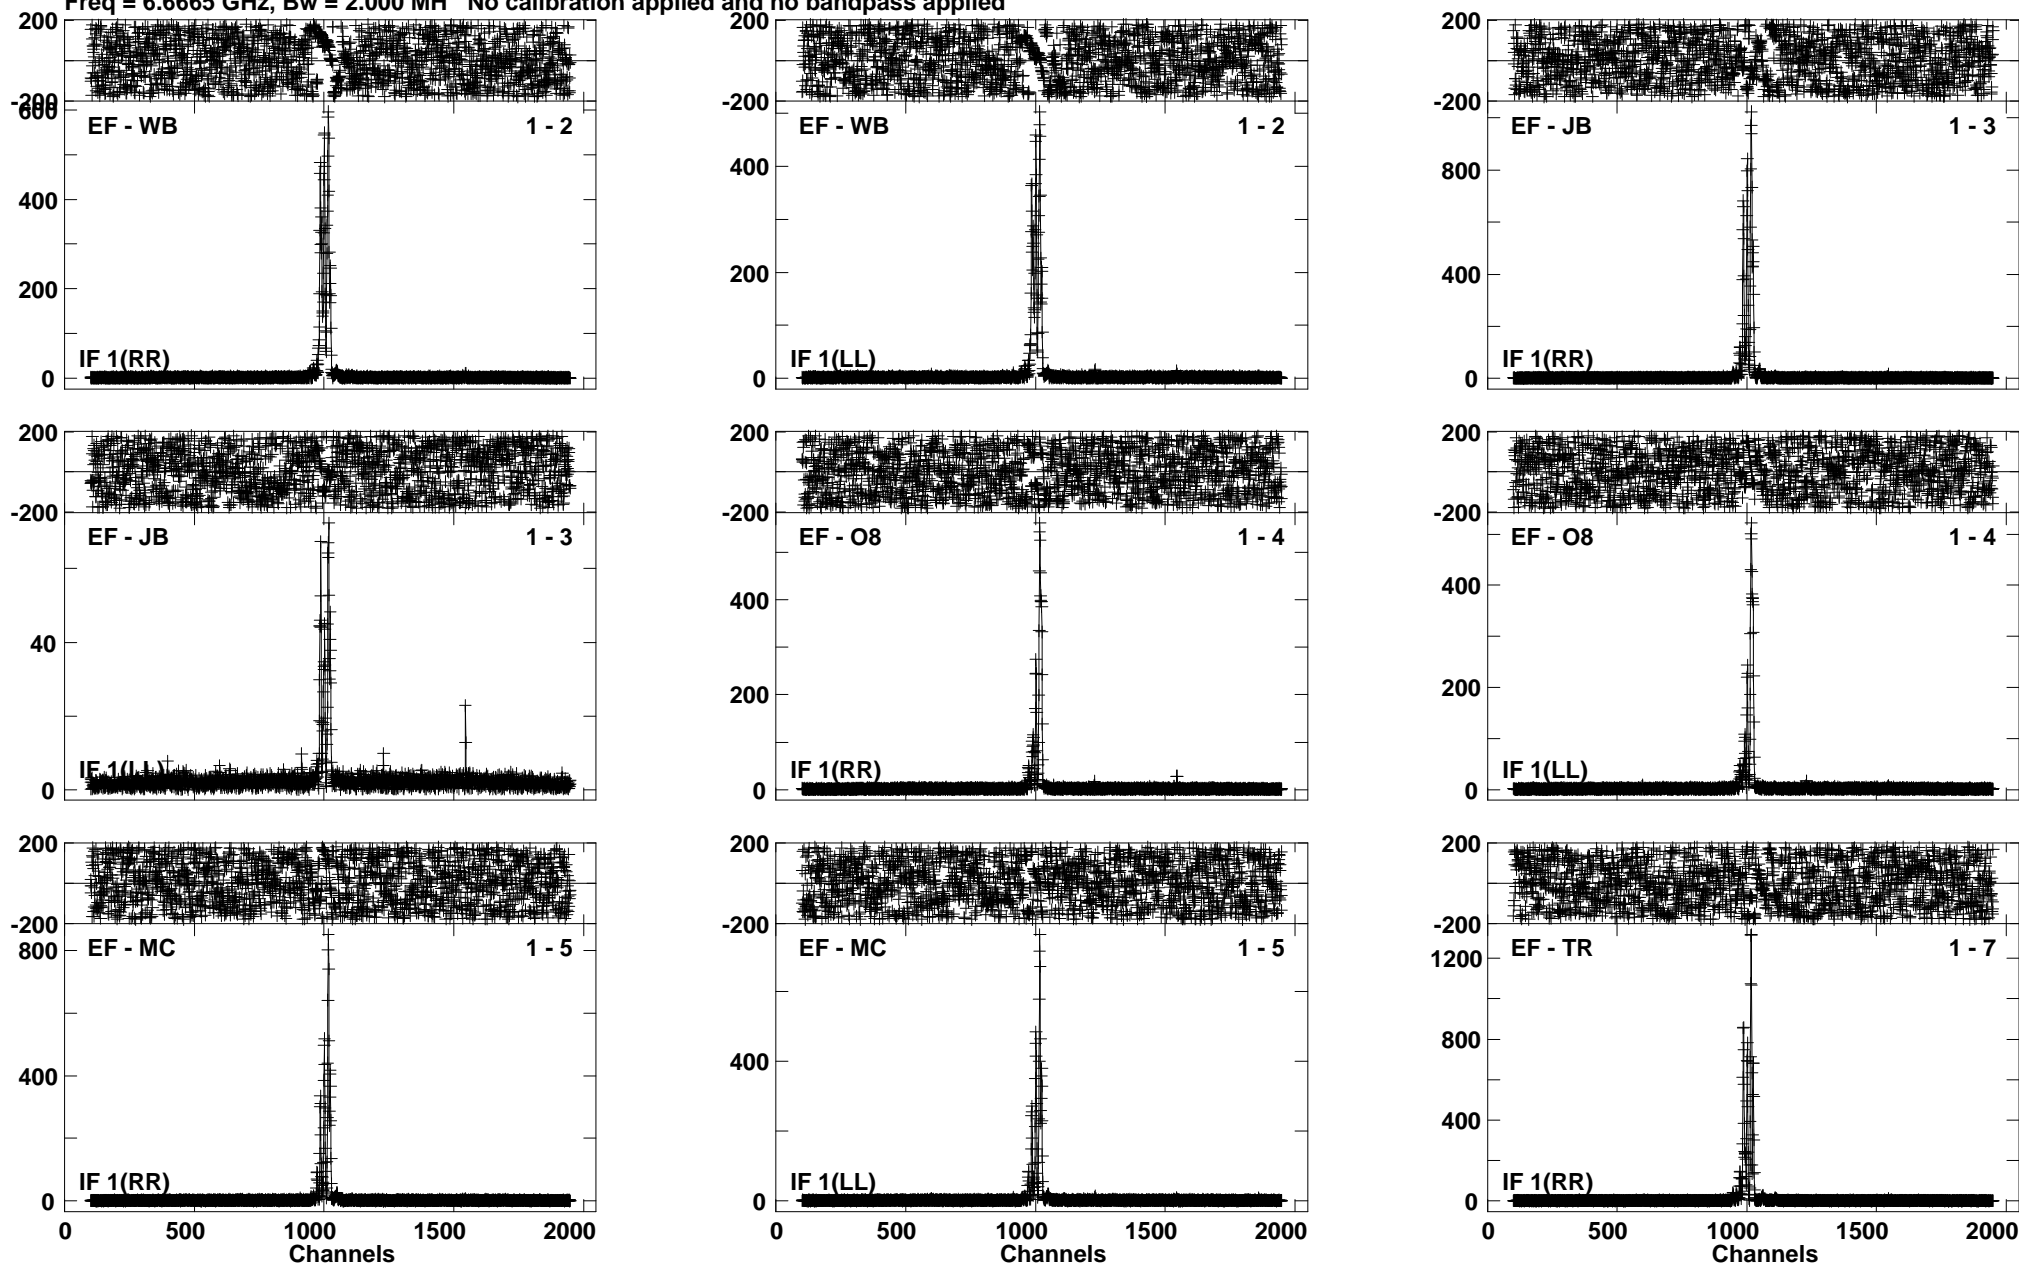 Freq = 6.6665 GHz, Bw = 2.000 MH No calibration applied and no bandpass applied
200
-200
600
400
200
0
EF - WB 1 - 2
IF 1(RR)
200
-200
400
200
0
EF - WB 1 - 2
IF 1(LL)
200
-200
800
400
0
EF - JB 1 - 3
IF 1(RR)
200
-200
40
0
EF - JB 1 - 3
IF 1(LL)
200
-200
400
200
0
EF - O8 1 - 4
IF 1(RR)
200
-200
400
200
0
EF - O8 1 - 4
IF 1(LL)
200
-200
800
400
0
EF - MC 1 - 5
IF 1(RR)
0 500 1000 1500 2000
Channels
200
-200
400
0
EF - MC 1 - 5
IF 1(LL)
0 500 1000 1500 2000
Channels
200
-200
1200
800
400
0
EF - TR 1 - 7
IF 1(RR)
0 500 1000 1500 2000
Channels